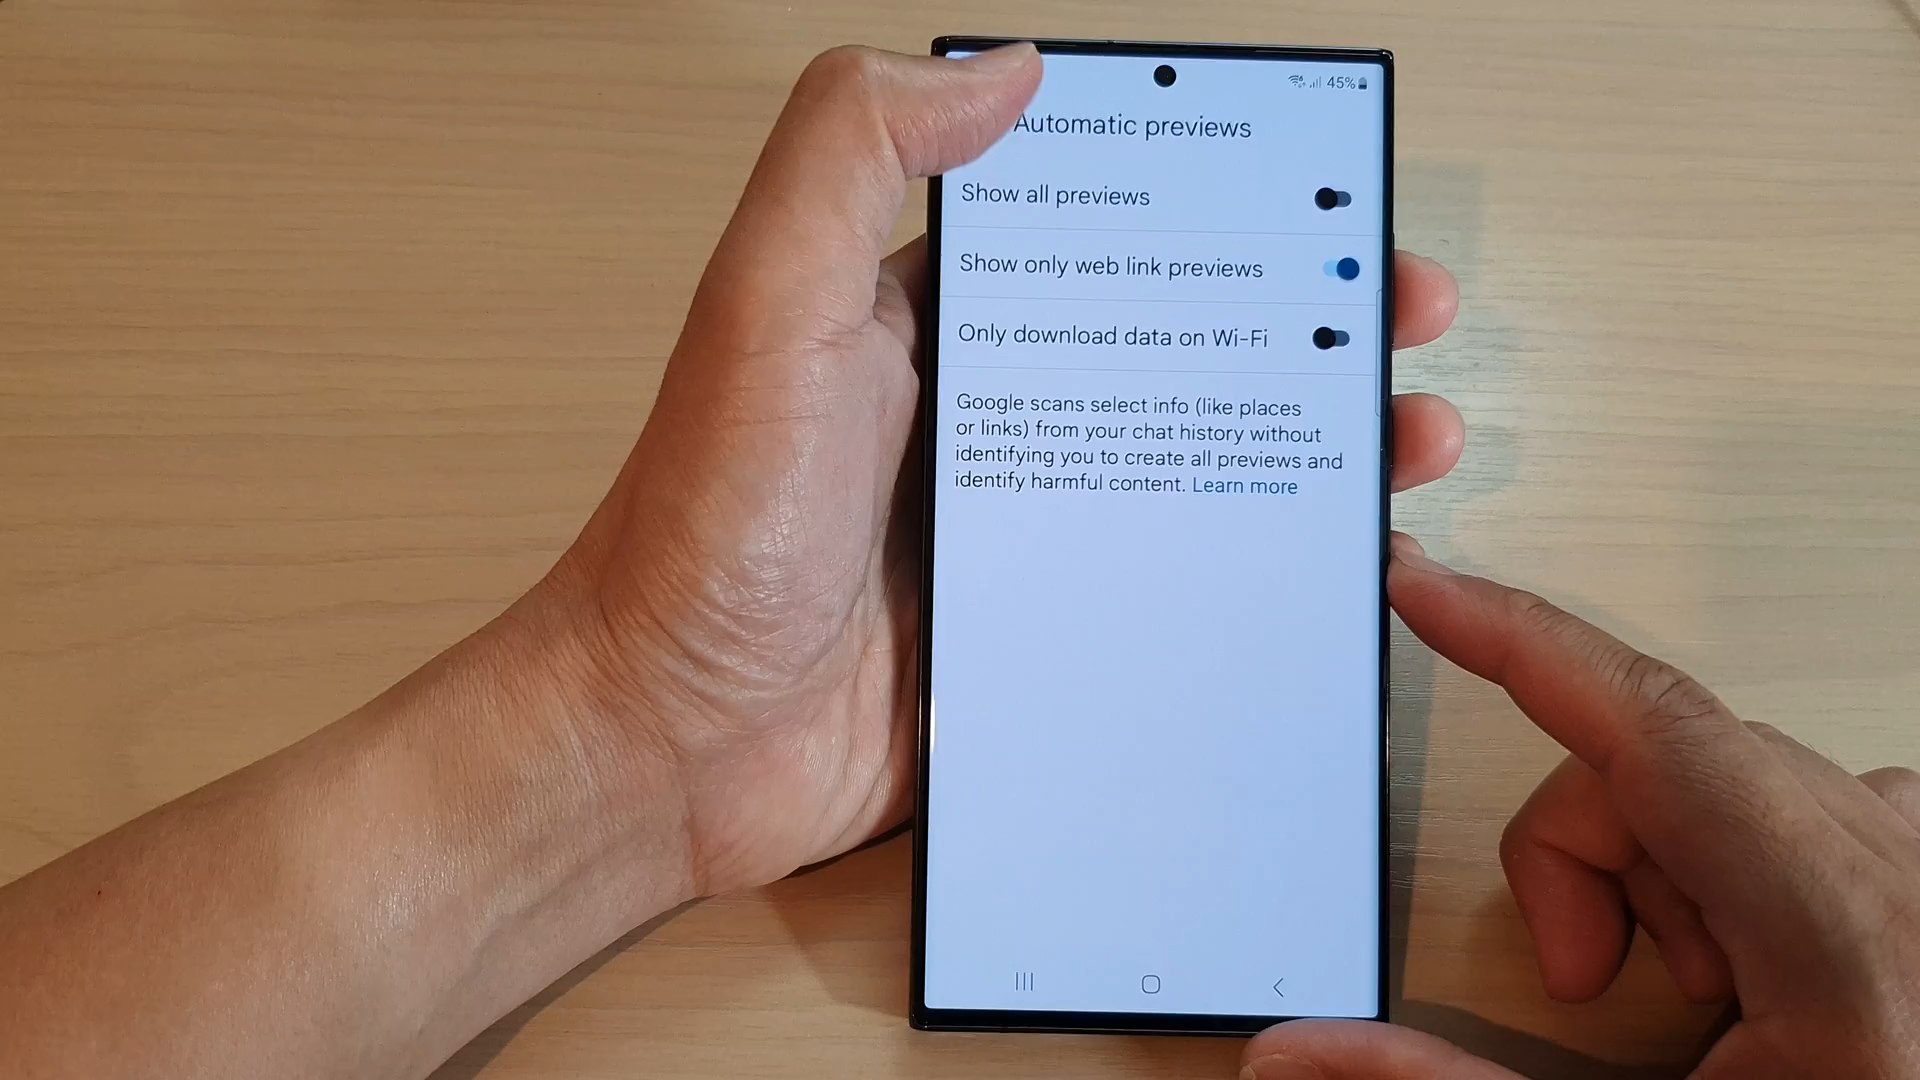 45%
Automatic previews
Show all previews
Show only web link previews
Only download data on Wi-Fi
Google scans select info (like places
or links) from your chat history without
identifying you to create all previews and
identify harmful content. Learn more